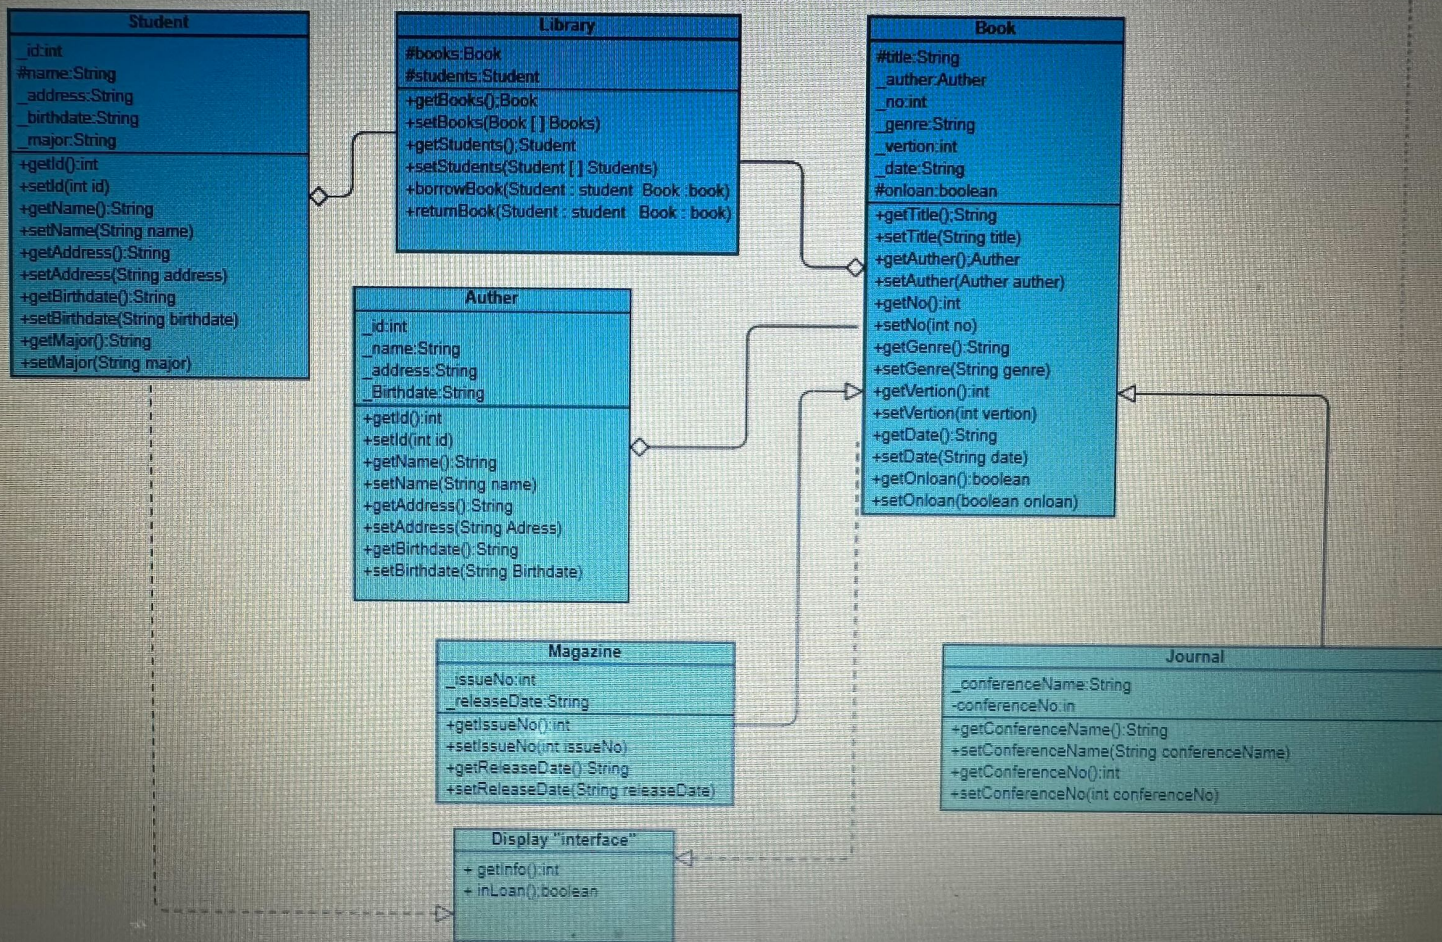 Student
_id:int
#name:String
_address:String
_birthdate:String
_major:String
+getId():int
+setId(int id)
+getName():String
+setName(String name)
+getAddress():String
+setAddress(String address)
+getBirthdate():String
+setBirthdate(String birthdate)
+getMajor():String
+setMajor(String major)
Library
#books:Book
#students:Student
+getBooks();Book
+setBooks(Book [ ] Books)
+getStudents();Student
+setStudents(Student [ ] Students)
+borrowBook(Student : student Book :book)
+returnBook(Student : student Book : book)
Book
#title:String
_auther:Auther
_no:int
_genre:String
_vertion:int
_date:String
#onloan:boolean
+getTitle();String
+setTitle(String title)
+getAuther();Auther
+setAuther(Auther auther)
+getNo():int
+setNo(int no)
+getGenre():String
+setGenre(String genre)
+getVertion():int
+setVertion(int vertion)
+getDate():String
+setDate(String date)
+getOnloan():boolean
+setOnloan(boolean onloan)
Auther
_id:int
_name:String
_address:String
_Birthdate:String
+getId():int
+setId(int id)
+getName():String
+setName(String name)
+getAddress():String
+setAddress(String Adress)
+getBirthdate():String
+setBirthdate(String Birthdate)
Magazine
_issueNo:int
_releaseDate:String
+getIssueNo():int
+setIssueNo(int issueNo)
+getReleaseDate():String
+setReleaseDate(String releaseDate)
Journal
_conferenceName:String
-conferenceNo:in
+getConferenceName():String
+setConferenceName(String conferenceName)
+getConferenceNo():int
+setConferenceNo(int conferenceNo)
Display "interface"
+ getInfo():int
+ inLoan():boolean